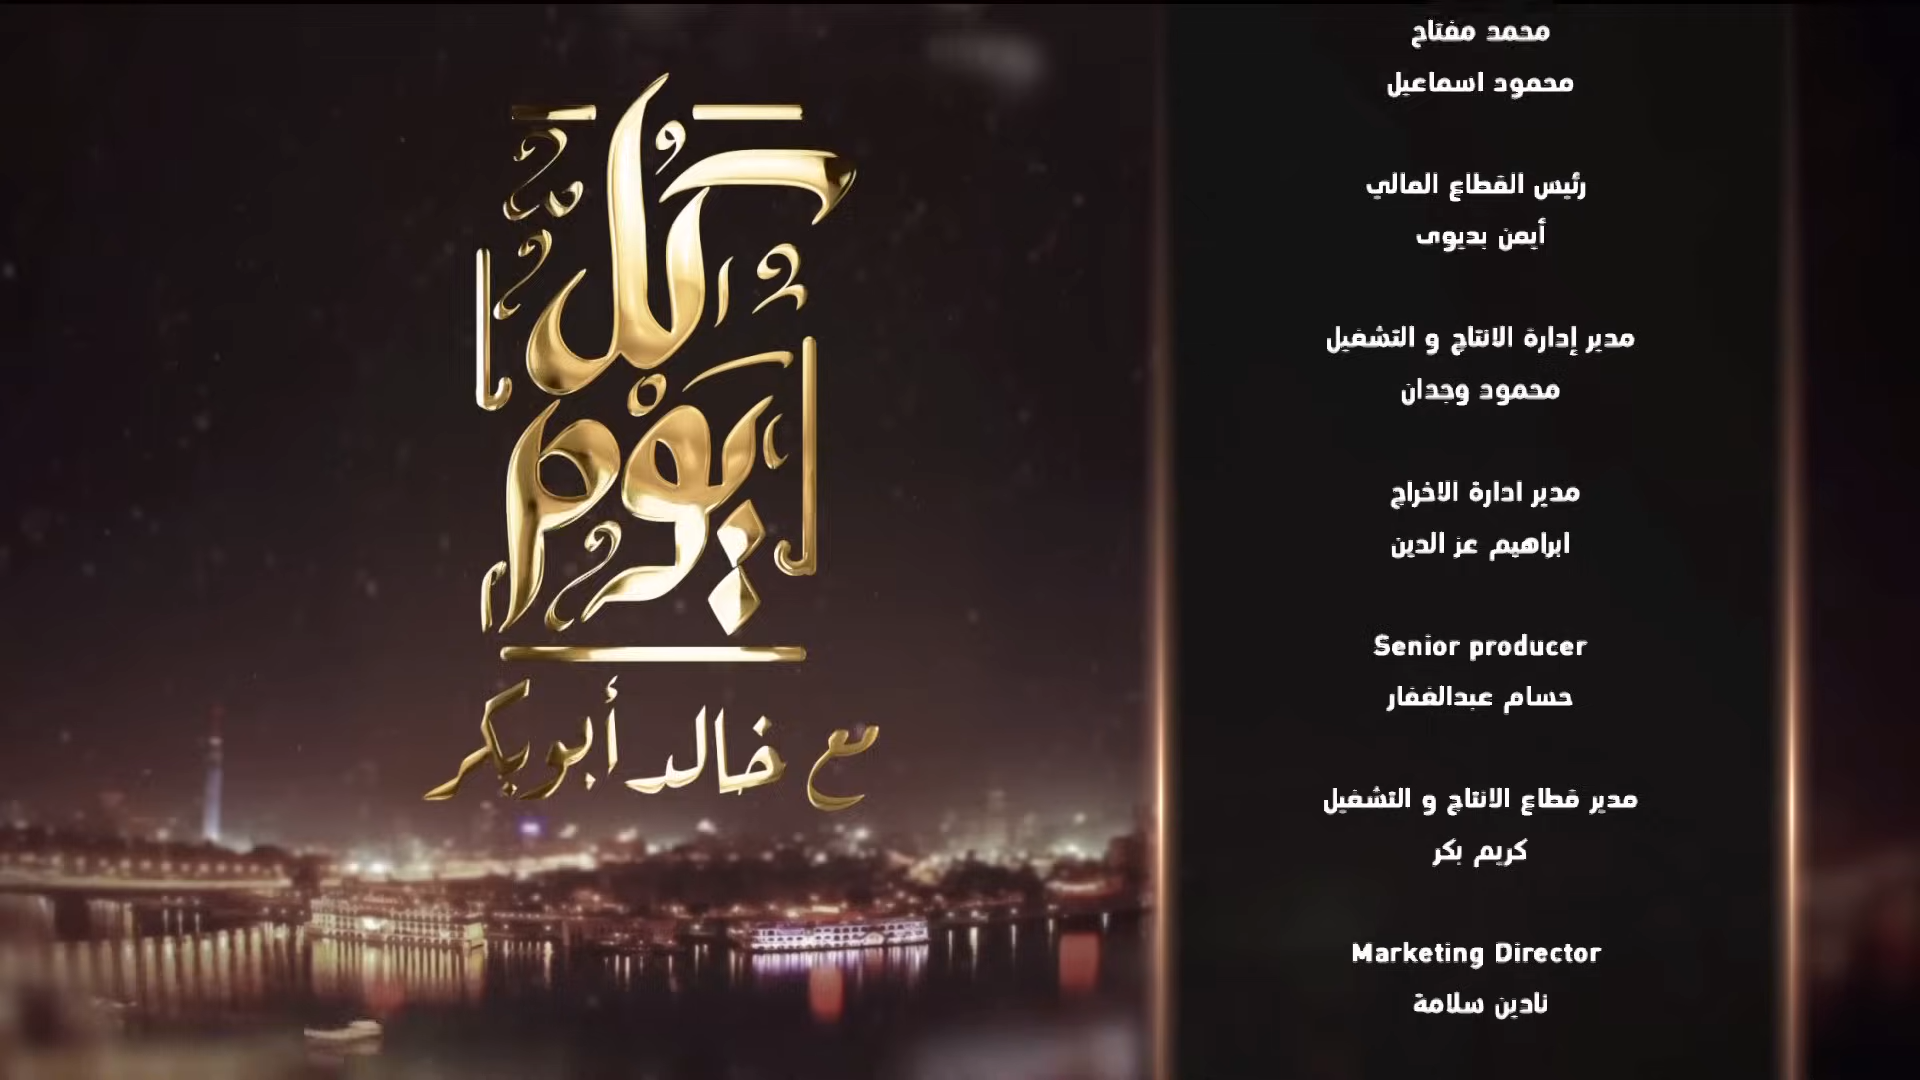 كل
يوم
مع خالد أبو بكر
محمد مفتاح
محمود اسماعيل
رئيس القطاع المالي
أيمن بديوى
مدير إدارة الانتاج و التشغيل
محمود وجدان
مدير ادارة الاخراج
ابراهيم عز الدين
Senior producer
حسام عبدالغفار
مدير قطاع الانتاج و التشغيل
كريم بكر
Marketing Director
نادين سلامة